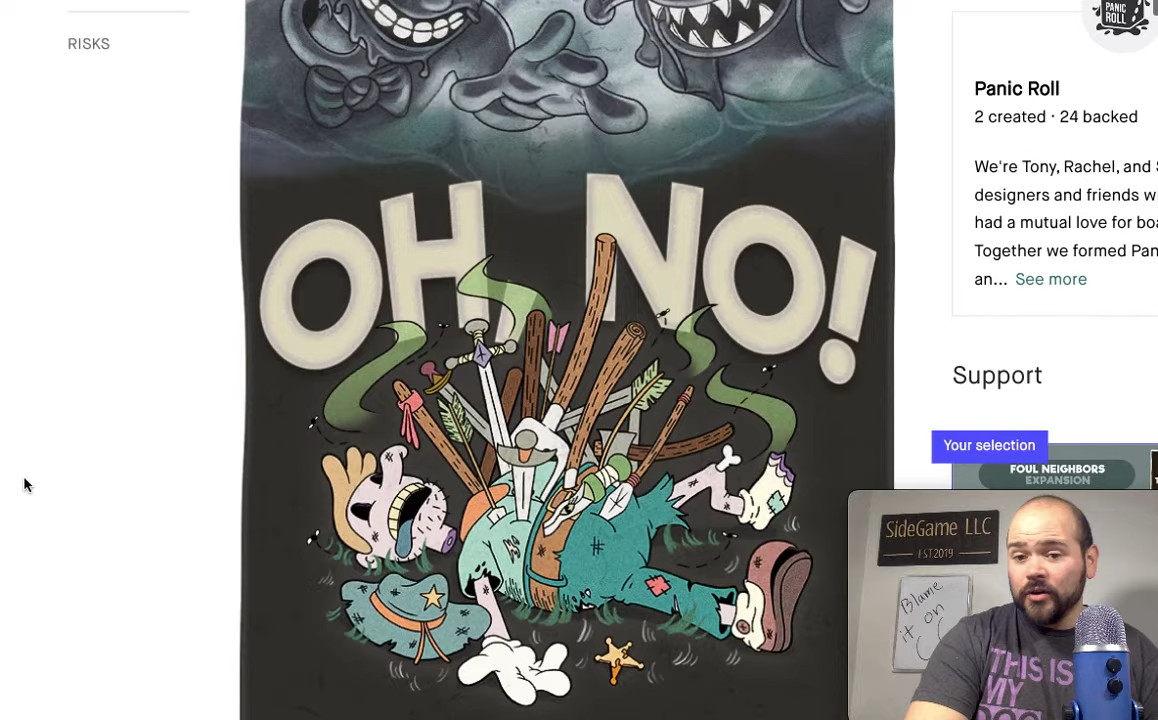 RISKS
PANIC
ROLL
Panic Roll
2 created · 24 backed
We're Tony, Rachel, and
designers and friends
had a mutual love for
Together we formed
an... See more
OH NO!
Support
Your selection
FOUL NEIGHBORS
EXPANSION
SideGame LLC
EST.2019
Blame
it on
THIS IS
MY